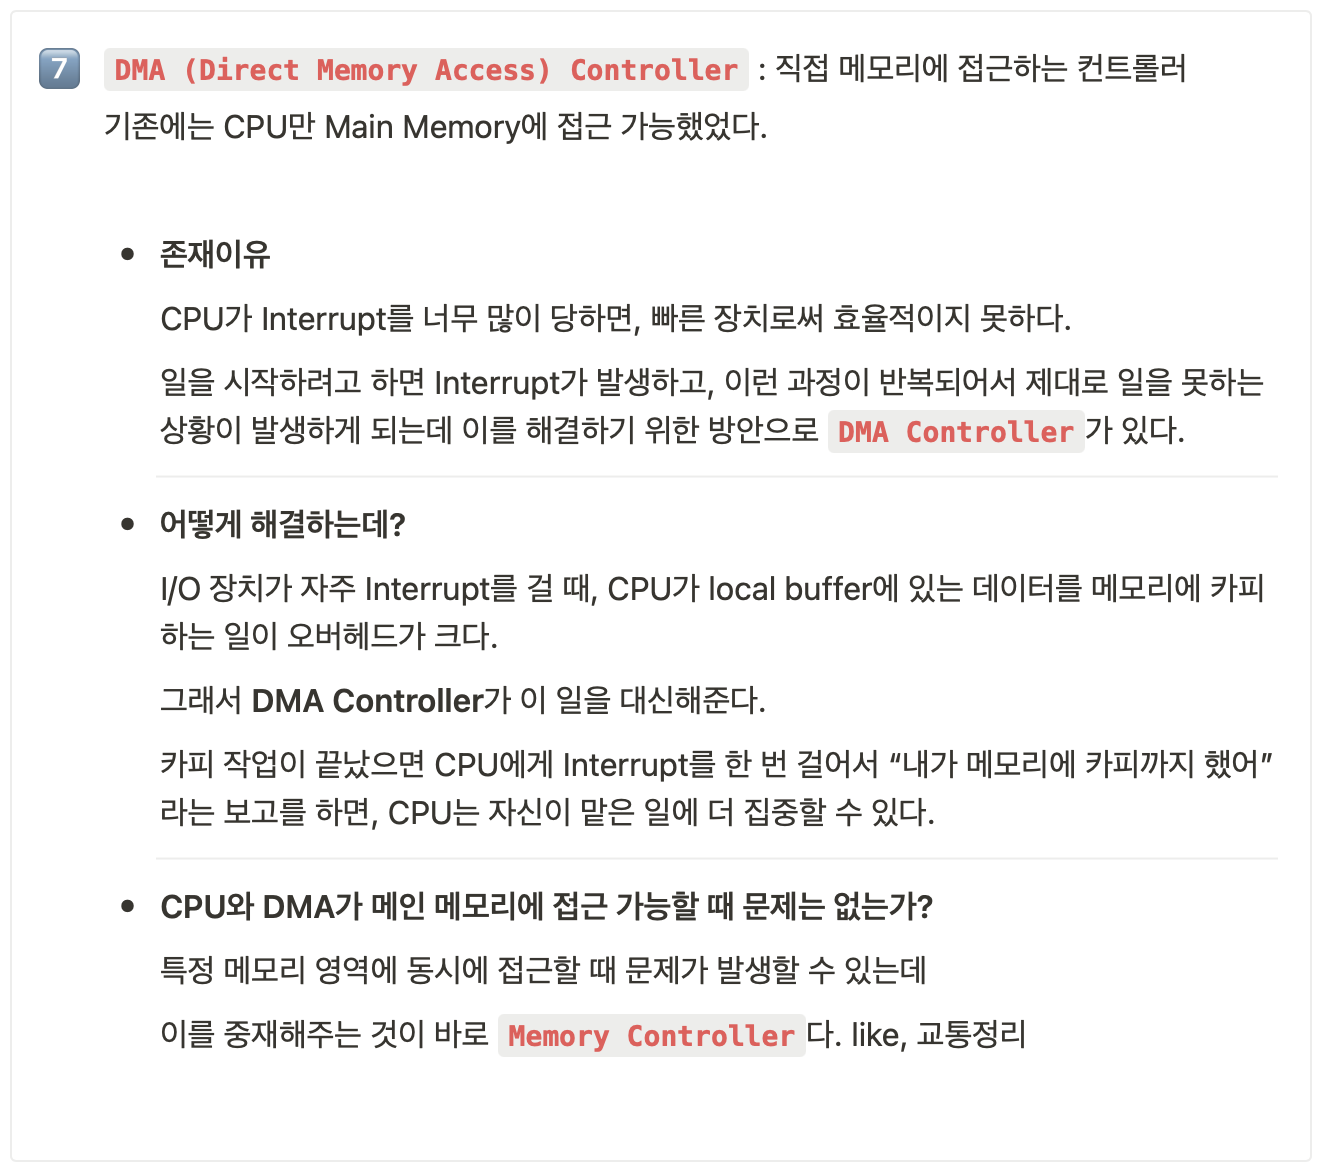 7 DMA (Direct Memory Access) Controller : 직접 메모리에 접근하는 컨트롤러
기존에는 CPU만 Main Memory에 접근 가능했었다.
• 존재이유
CPU가 Interrupt를 너무 많이 당하면, 빠른 장치로써 효율적이지 못하다.
일을 시작하려고 하면 Interrupt가 발생하고, 이런 과정이 반복되어서 제대로 일을 못하는
상황이 발생하게 되는데 이를 해결하기 위한 방안으로 DMA Controller가 있다.
• 어떻게 해결하는데?
I/O 장치가 자주 Interrupt를 걸 때, CPU가 local buffer에 있는 데이터를 메모리에 카피
하는 일이 오버헤드가 크다.
그래서 DMA Controller가 이 일을 대신해준다.
카피 작업이 끝났으면 CPU에게 Interrupt를 한 번 걸어서 “내가 메모리에 카피까지 했어”
라는 보고를 하면, CPU는 자신이 맡은 일에 더 집중할 수 있다.
• CPU와 DMA가 메인 메모리에 접근 가능할 때 문제는 없는가?
특정 메모리 영역에 동시에 접근할 때 문제가 발생할 수 있는데
이를 중재해주는 것이 바로 Memory Controller다. like, 교통정리